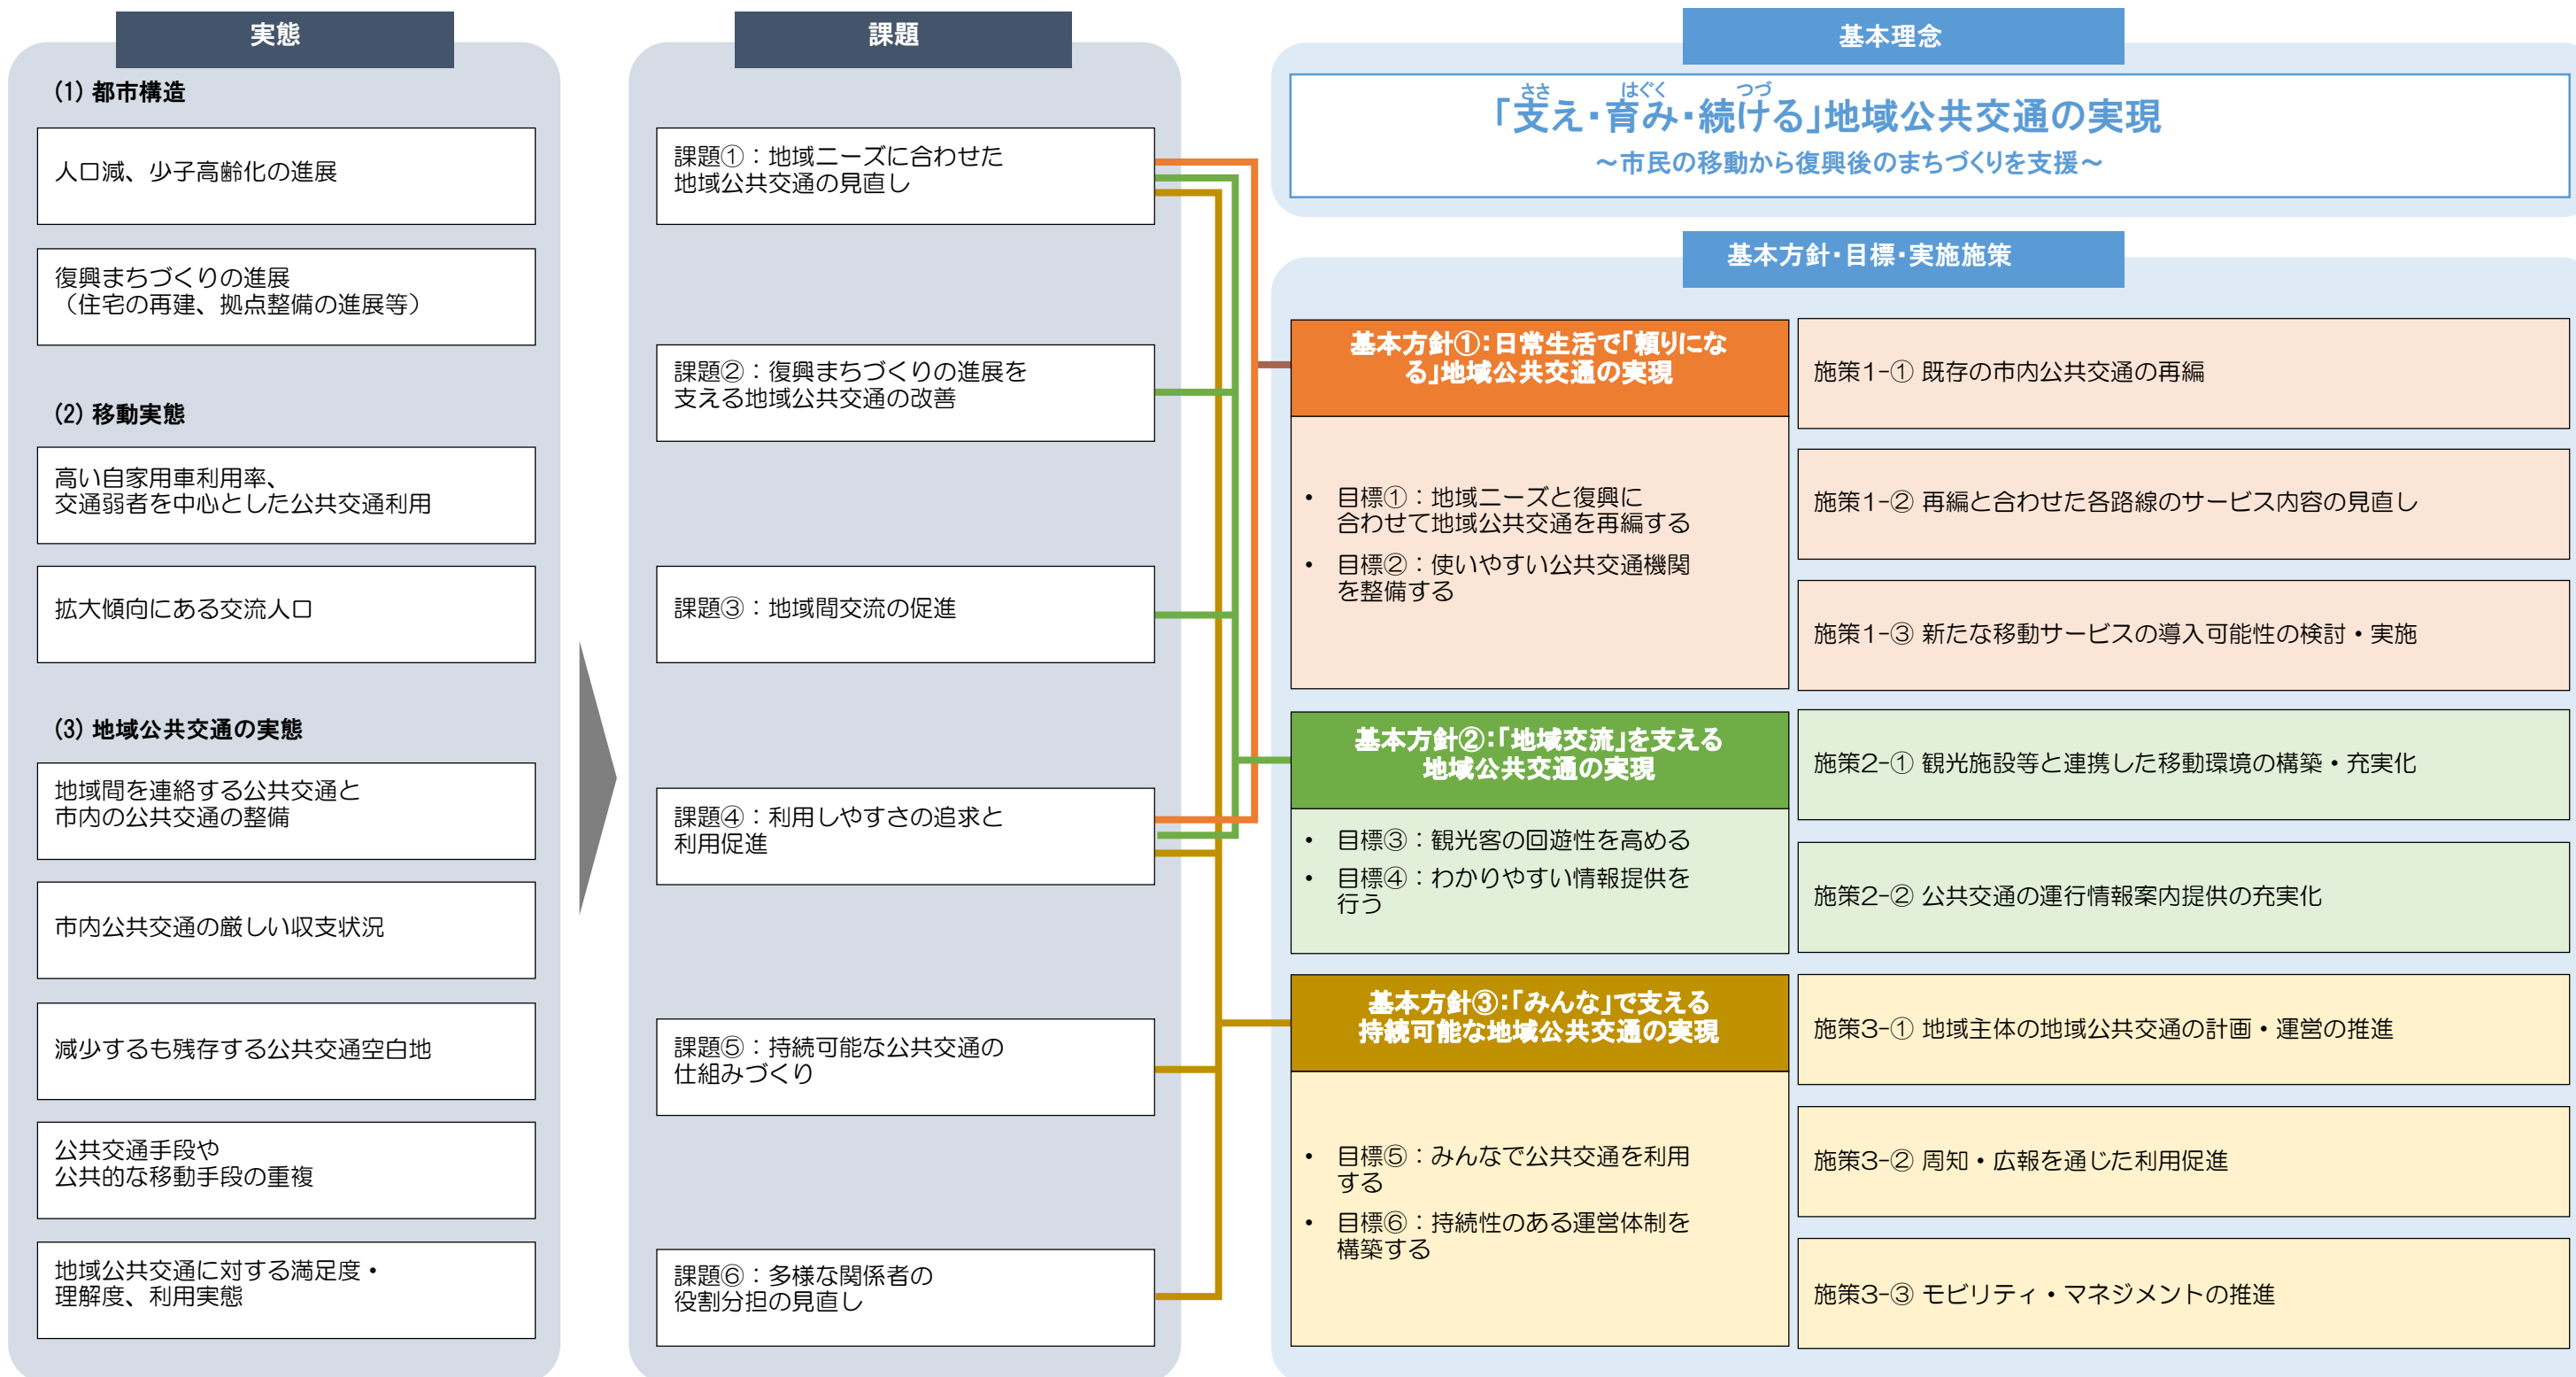 実態
(1) 都市構造
人口減、少子高齢化の進展
復興まちづくりの進展
（住宅の再建、拠点整備の進展等）
(2) 移動実態
高い自家用車利用率、
交通弱者を中心とした公共交通利用
拡大傾向にある交流人口
(3) 地域公共交通の実態
地域間を連絡する公共交通と
市内の公共交通の整備
市内公共交通の厳しい収支状況
減少するも残存する公共交通空白地
公共交通手段や
公共的な移動手段の重複
地域公共交通に対する満足度・
理解度、利用実態
課題
課題①：地域ニーズに合わせた
地域公共交通の見直し
課題②：復興まちづくりの進展を
支える地域公共交通の改善
課題③：地域間交流の促進
課題④：利用しやすさの追求と
利用促進
課題⑤：持続可能な公共交通の
仕組みづくり
課題⑥：多様な関係者の
役割分担の見直し
基本理念
ささ はぐく つづ
「支え・育み・続ける」地域公共交通の実現
～市民の移動から復興後のまちづくりを支援～
基本方針・目標・実施施策
基本方針①：日常生活で「頼りにな
る」地域公共交通の実現
• 目標①：地域ニーズと復興に
合わせて地域公共交通を再編する
• 目標②：使いやすい公共交通機関
を整備する
施策1-① 既存の市内公共交通の再編
施策1-② 再編と合わせた各路線のサービス内容の見直し
施策1-③ 新たな移動サービスの導入可能性の検討・実施
基本方針②：「地域交流」を支える
地域公共交通の実現
• 目標③：観光客の回遊性を高める
• 目標④：わかりやすい情報提供を
行う
施策2-① 観光施設等と連携した移動環境の構築・充実化
施策2-② 公共交通の運行情報案内提供の充実化
基本方針③：「みんな」で支える
持続可能な地域公共交通の実現
• 目標⑤：みんなで公共交通を利用
する
• 目標⑥：持続性のある運営体制を
構築する
施策3-① 地域主体の地域公共交通の計画・運営の推進
施策3-② 周知・広報を通じた利用促進
施策3-③ モビリティ・マネジメントの推進